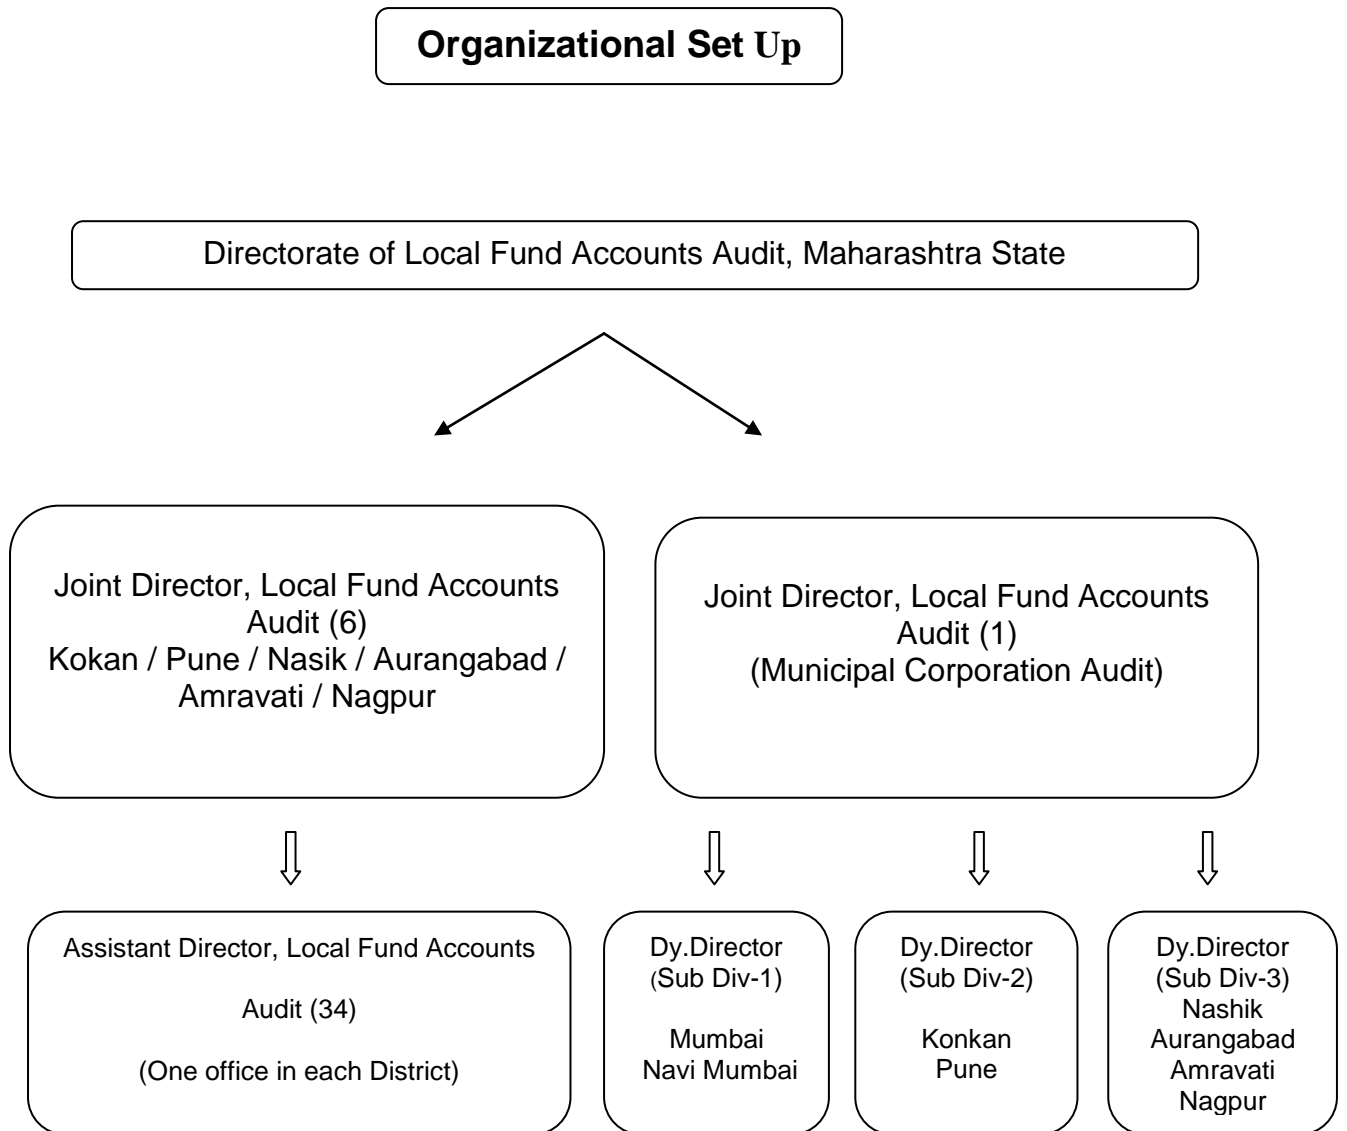 Organizational Set Up
Directorate of Local Fund Accounts Audit, Maharashtra State
Joint Director, Local Fund Accounts
Audit (6)
Kokan / Pune / Nasik / Aurangabad /
Amravati / Nagpur
Joint Director, Local Fund Accounts
Audit (1)
(Municipal Corporation Audit)
Assistant Director, Local Fund Accounts
Audit (34)
(One office in each District)
Dy.Director
(Sub Div-1)
Mumbai
Navi Mumbai
Dy.Director
(Sub Div-2)
Konkan
Pune
Dy.Director
(Sub Div-3)
Nashik
Aurangabad
Amravati
Nagpur